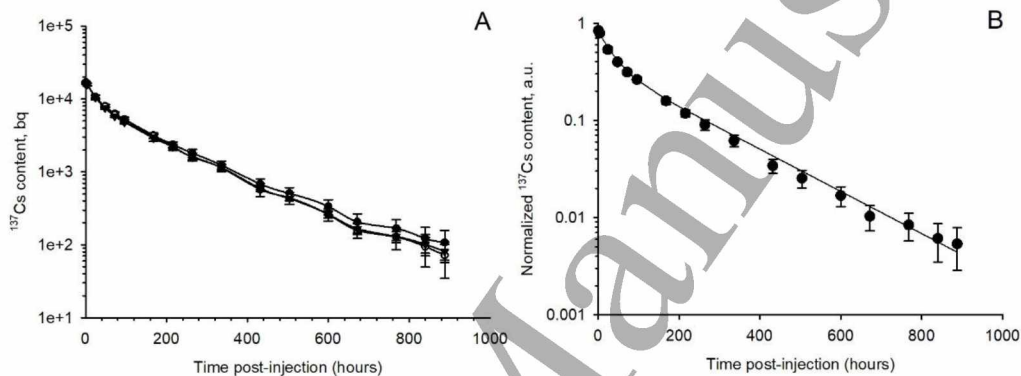 A
1e+5
1e+4
1e+3
1e+2
1e+1
¹³⁷Cs content, bq
0 200 400 600 800 1000
Time post-injection (hours)
B
1
0.1
0.01
0.001
Normalized ¹³⁷Cs content, a.u.
0 200 400 600 800 1000
Time post-injection (hours)
Manus